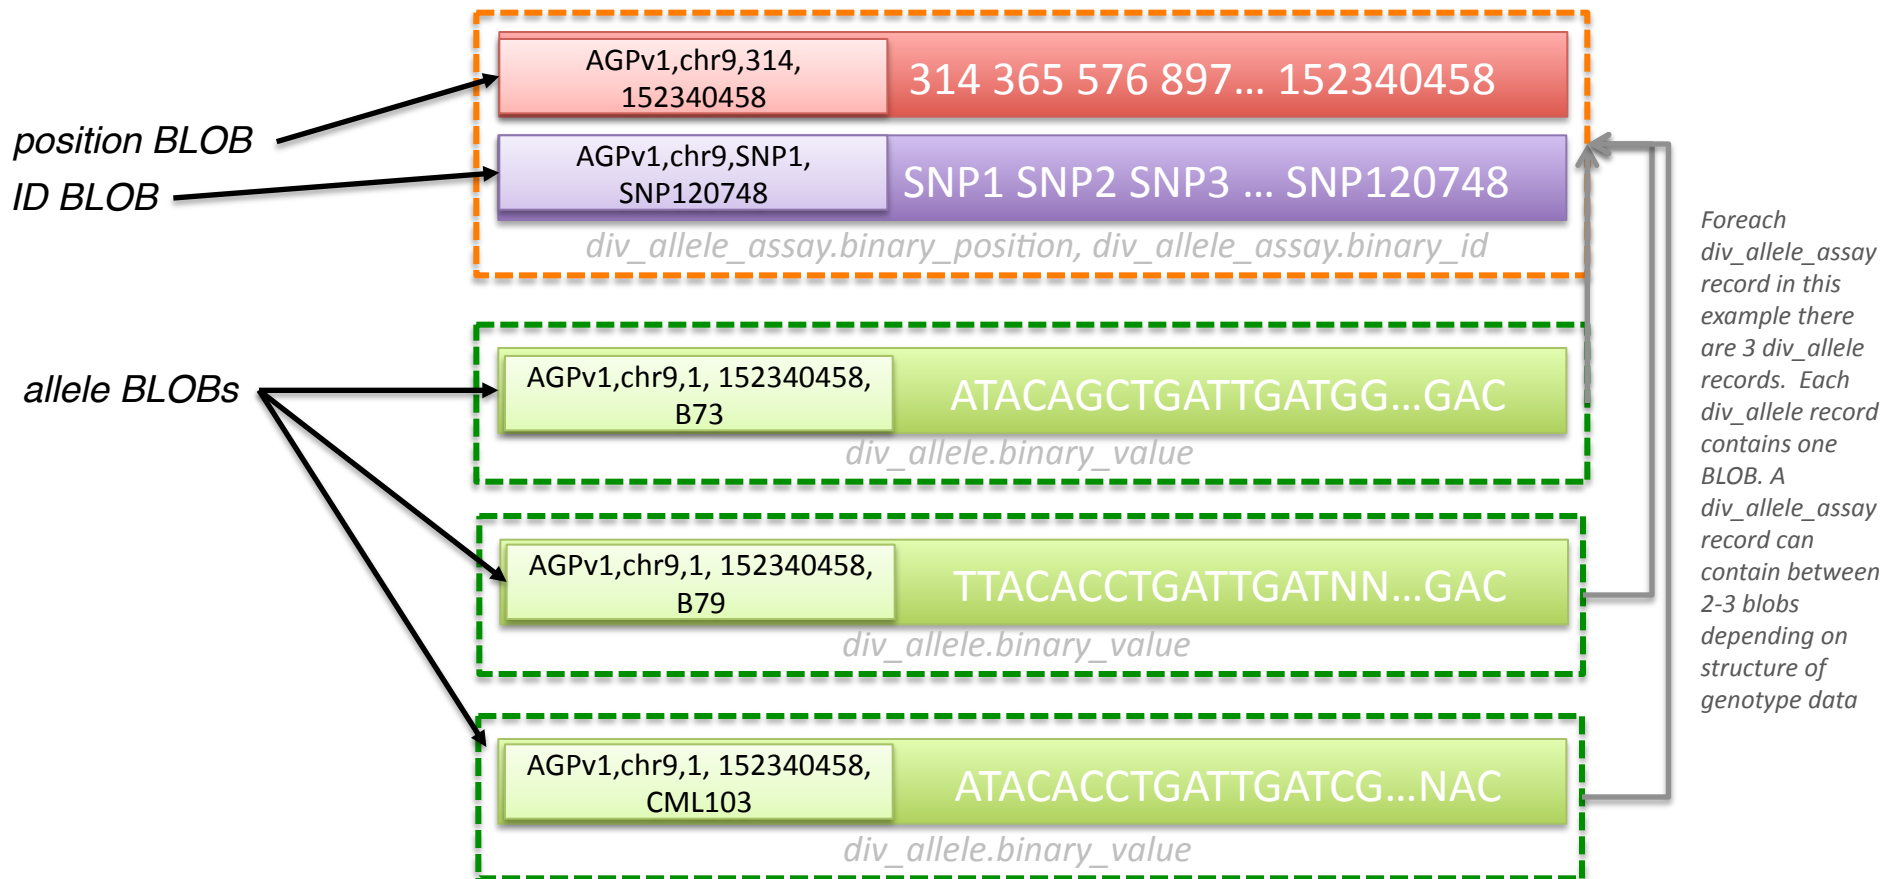 position BLOB
ID BLOB
allele BLOBs
AGPv1,chr9,314,
152340458
314 365 576 897... 152340458
AGPv1,chr9,SNP1,
SNP120748
SNP1 SNP2 SNP3 ... SNP120748
div_allele_assay.binary_position, div_allele_assay.binary_id
AGPv1,chr9,1, 152340458,
B73
ATACAGCTGATTGATGG...GAC
div_allele.binary_value
AGPv1,chr9,1, 152340458,
B79
TTACACCTGATTGATNN...GAC
div_allele.binary_value
AGPv1,chr9,1, 152340458,
CML103
ATACACCTGATTGATCG...NAC
div_allele.binary_value
Foreach
div_allele_assay
record in this
example there
are 3 div_allele
records.  Each
div_allele record
contains one
BLOB. A
div_allele_assay
record can
contain between
2-3 blobs
depending on
structure of
genotype data